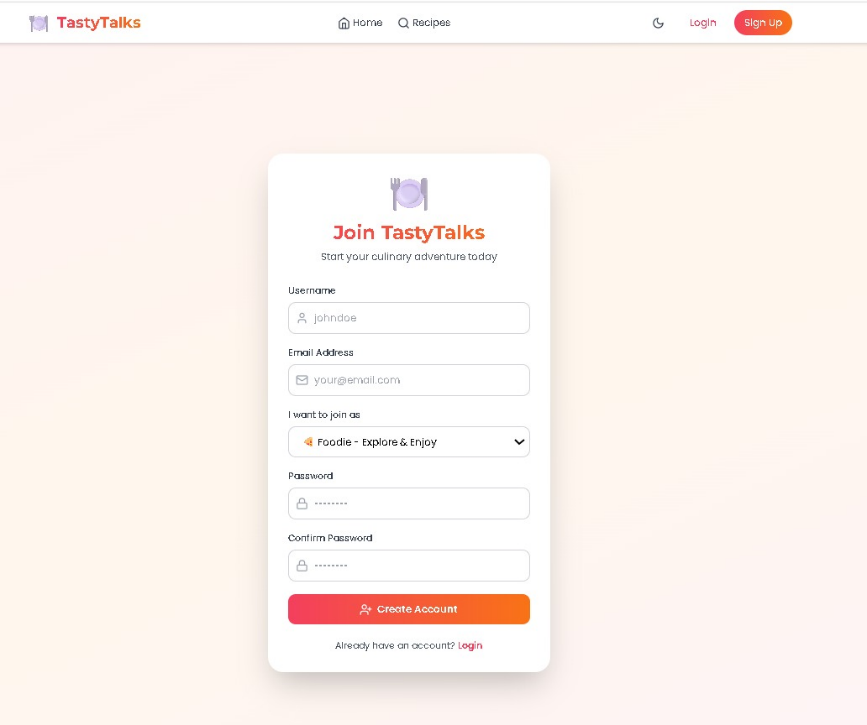 TastyTalks
Home
Recipes
Login
Sign Up
Join TastyTalks
Start your culinary adventure today
Username
johndoe
Email Address
your@email.com
I want to join as
Foodie - Explore & Enjoy
Password
--------
Confirm Password
--------
Create Account
Already have an account? Login